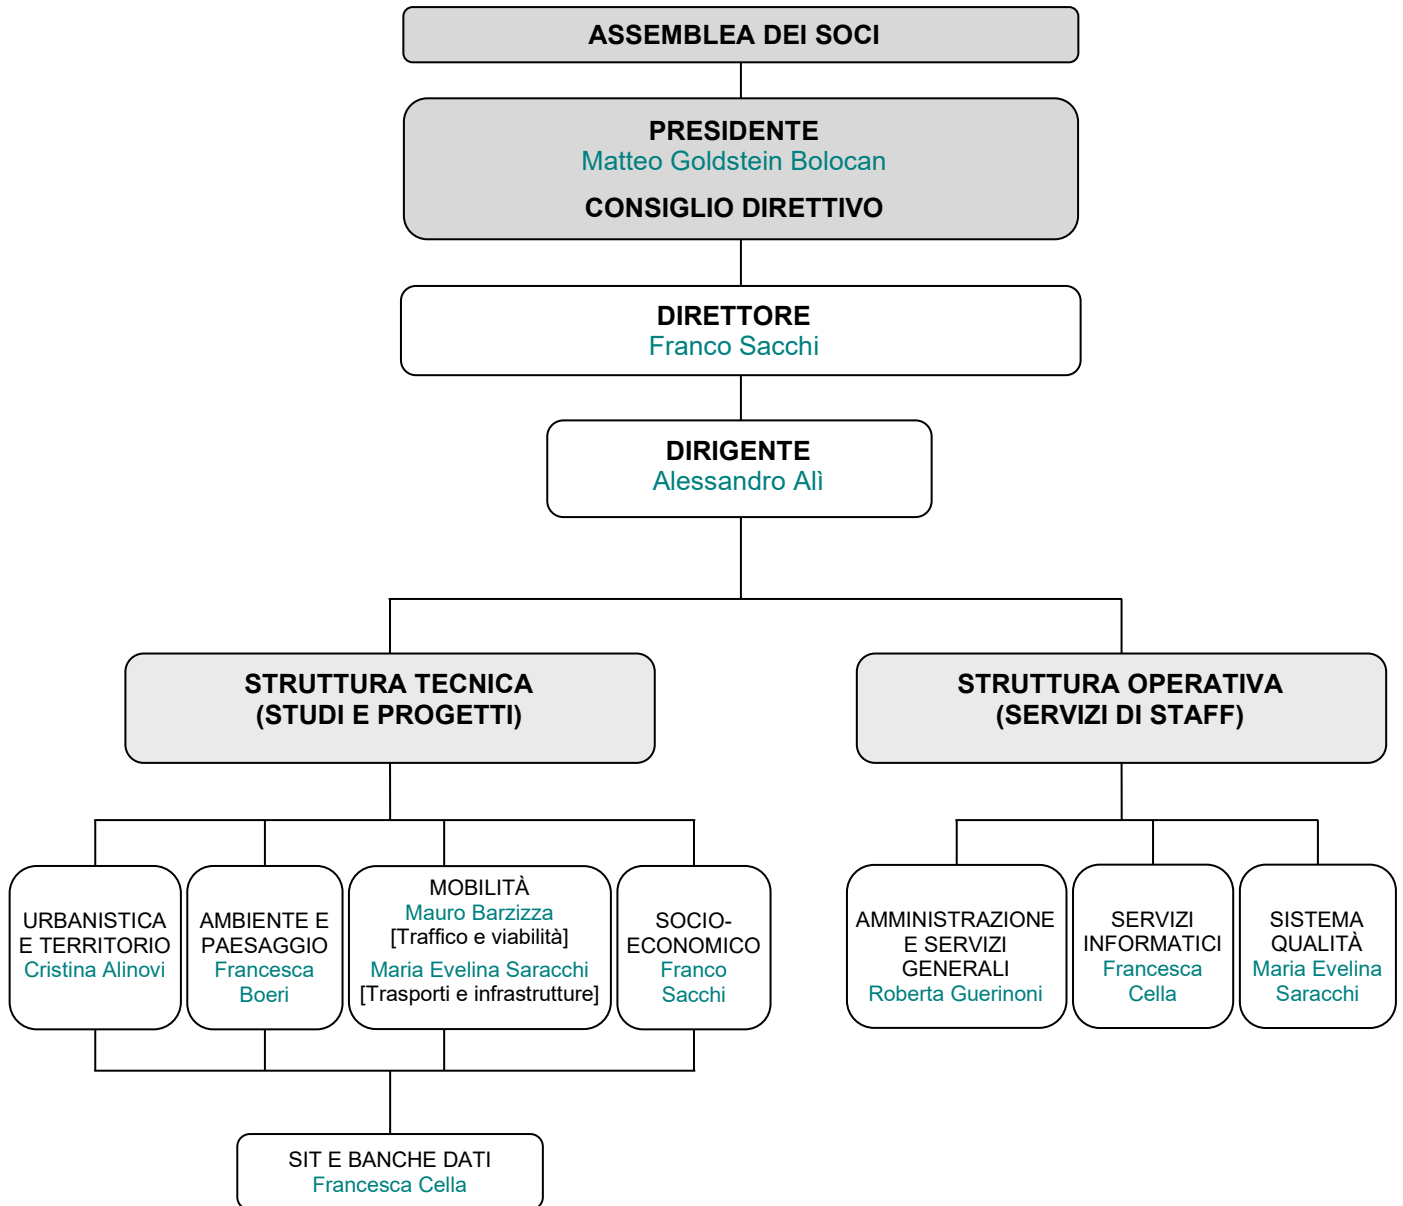 ASSEMBLEA DEI SOCI
PRESIDENTE
Matteo Goldstein Bolocan
CONSIGLIO DIRETTIVO
DIRETTORE
Franco Sacchi
DIRIGENTE
Alessandro Alì
STRUTTURA TECNICA
(STUDI E PROGETTI)
STRUTTURA OPERATIVA
(SERVIZI DI STAFF)
URBANISTICA
E TERRITORIO
Cristina Alinovi
AMBIENTE E
PAESAGGIO
Francesca
Boeri
MOBILITÀ
Mauro Barzizza
[Traffico e viabilità]
Maria Evelina Saracchi
[Trasporti e infrastrutture]
SOCIO-
ECONOMICO
Franco
Sacchi
AMMINISTRAZIONE
E SERVIZI
GENERALI
Roberta Guerinoni
SERVIZI
INFORMATICI
Francesca
Cella
SISTEMA
QUALITÀ
Maria Evelina
Saracchi
SIT E BANCHE DATI
Francesca Cella